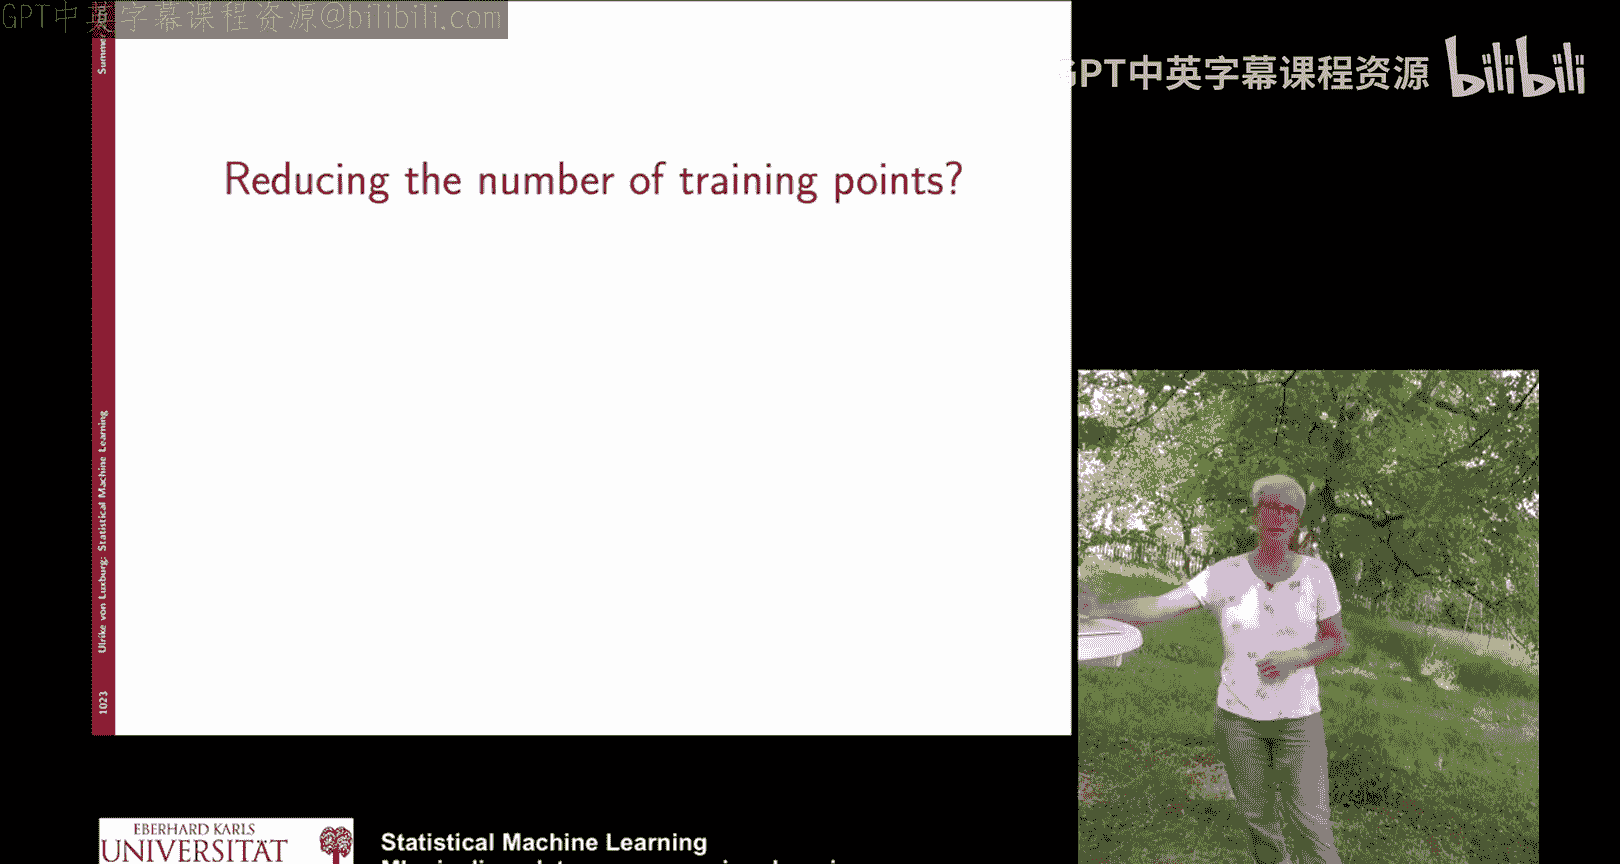 GPT中英字幕课程资源@bilibili.com
GPT中英字幕课程资源 bilibili
Reducing the number of training points?
Summer
Ulrike von Luxburg: Statistical Machine Learning
1023
EBERHARD KARLS
UNIVERSITÄT
Statistical Machine Learning